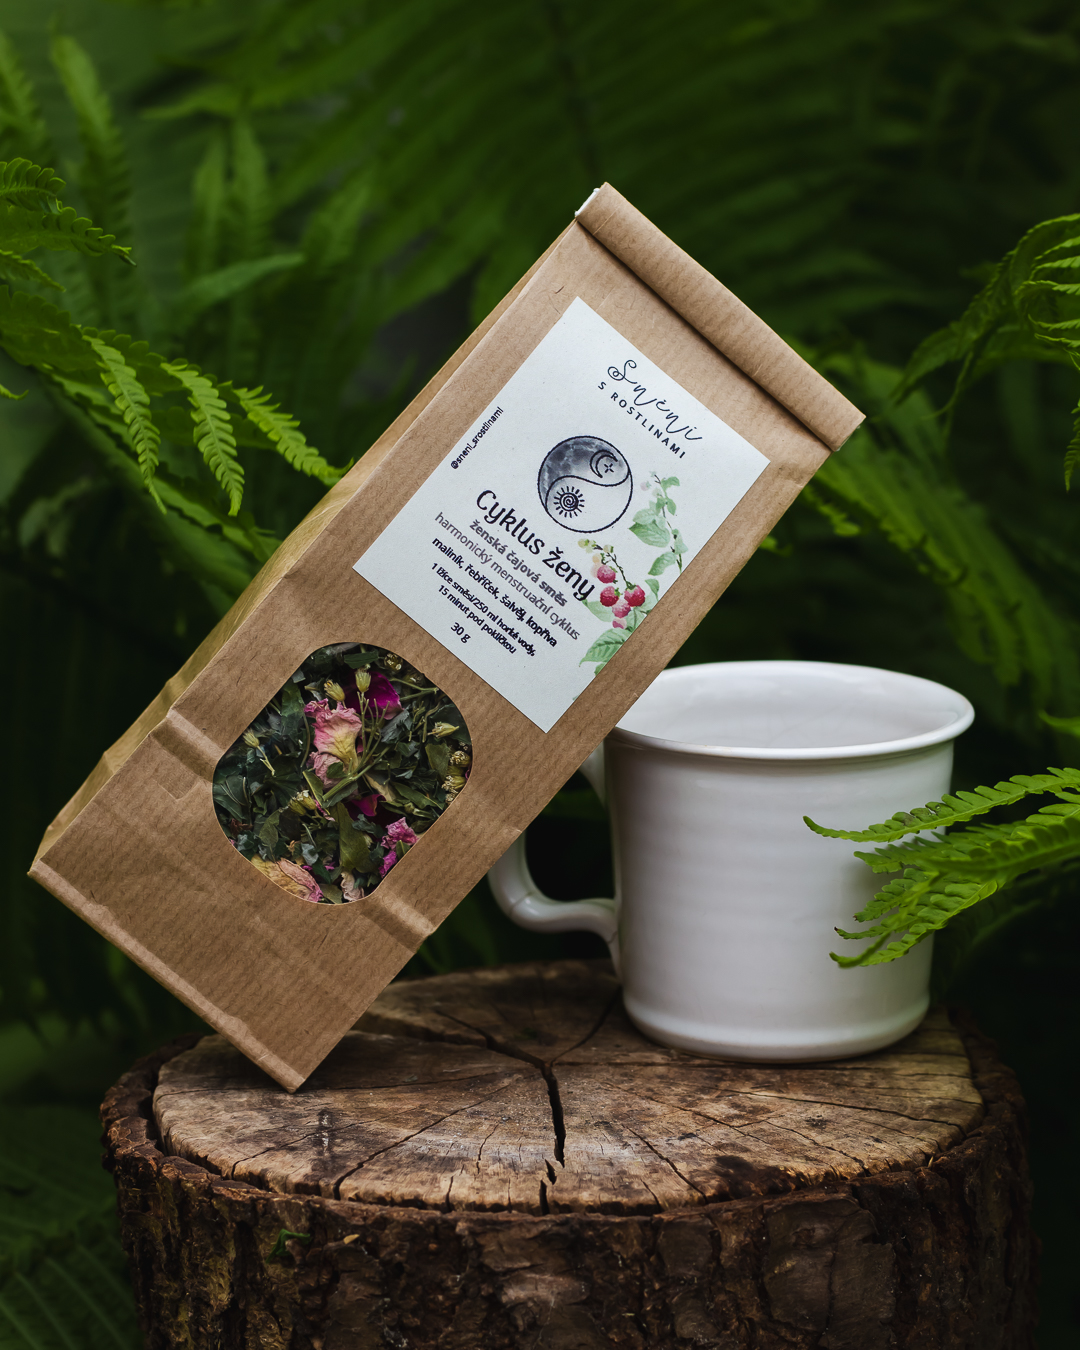 Snění
S ROSTLINAMI
@sneni_srostlinami
Cyklus ženy
ženská čajová směs
harmonický menstruační cyklus
maliník, řebříček, šalvěj, kopřiva
1 lžíce směsi/250 ml horké vody,
15 minut pod pokličkou
30 g